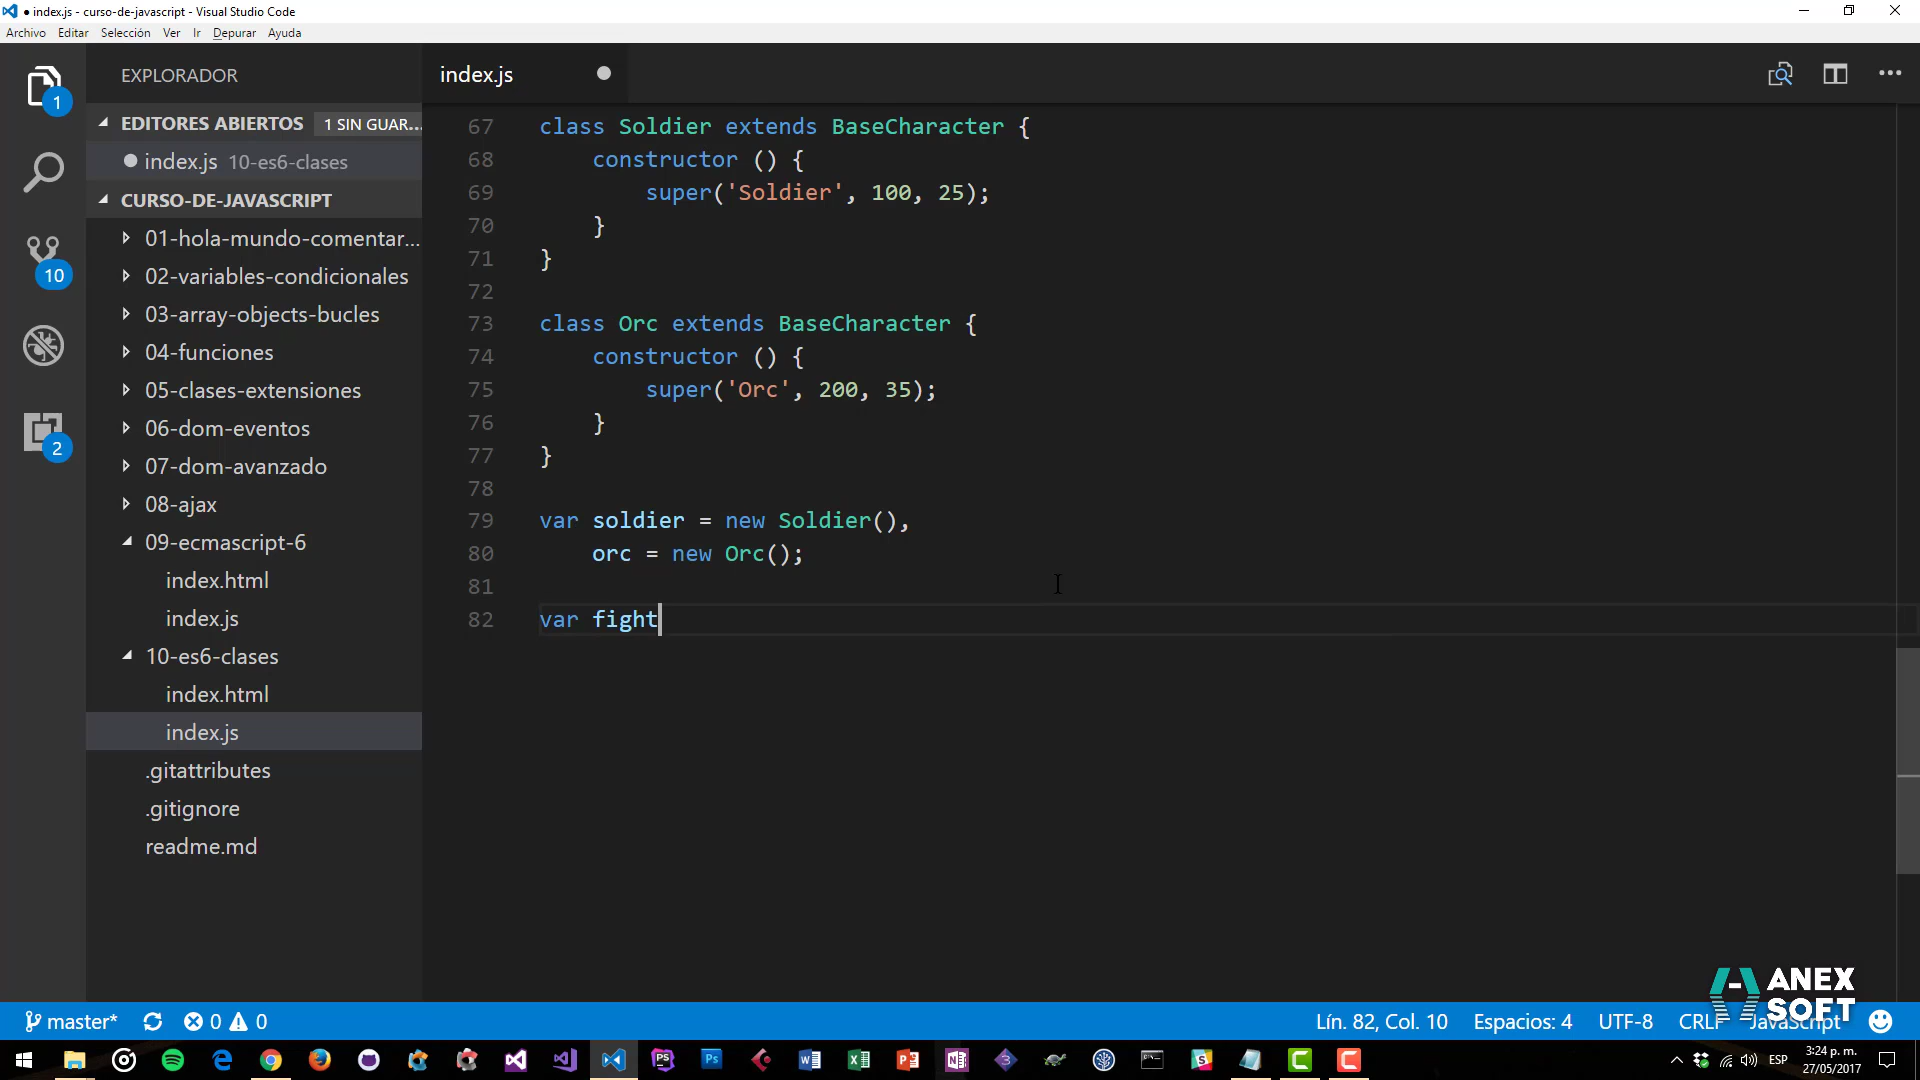 ● index.js - curso-de-javascript - Visual Studio Code
Archivo Editar Selección Ver Ir Depurar Ayuda
EXPLORADOR
index.js
EDITORES ABIERTOS 1 SIN GUAR...
index.js 10-es6-clases
CURSO-DE-JAVASCRIPT
01-hola-mundo-comentar...
02-variables-condicionales
03-array-objects-bucles
04-funciones
05-clases-extensiones
06-dom-eventos
07-dom-avanzado
08-ajax
09-ecmascript-6
index.html
index.js
10-es6-clases
index.html
index.js
.gitattributes
.gitignore
readme.md
1
10
2
67 class Soldier extends BaseCharacter {
68 constructor () {
69 super('Soldier', 100, 25);
70 }
71 }
72
73 class Orc extends BaseCharacter {
74 constructor () {
75 super('Orc', 200, 35);
76 }
77 }
78
79 var soldier = new Soldier(),
80 orc = new Orc();
81
82 var fight
ANEX
SOFT
master* 0 0
Lín. 82, Col. 10 Espacios: 4 UTF-8 CRLF JavaScript
ESP
3:24 p. m.
27/05/2017